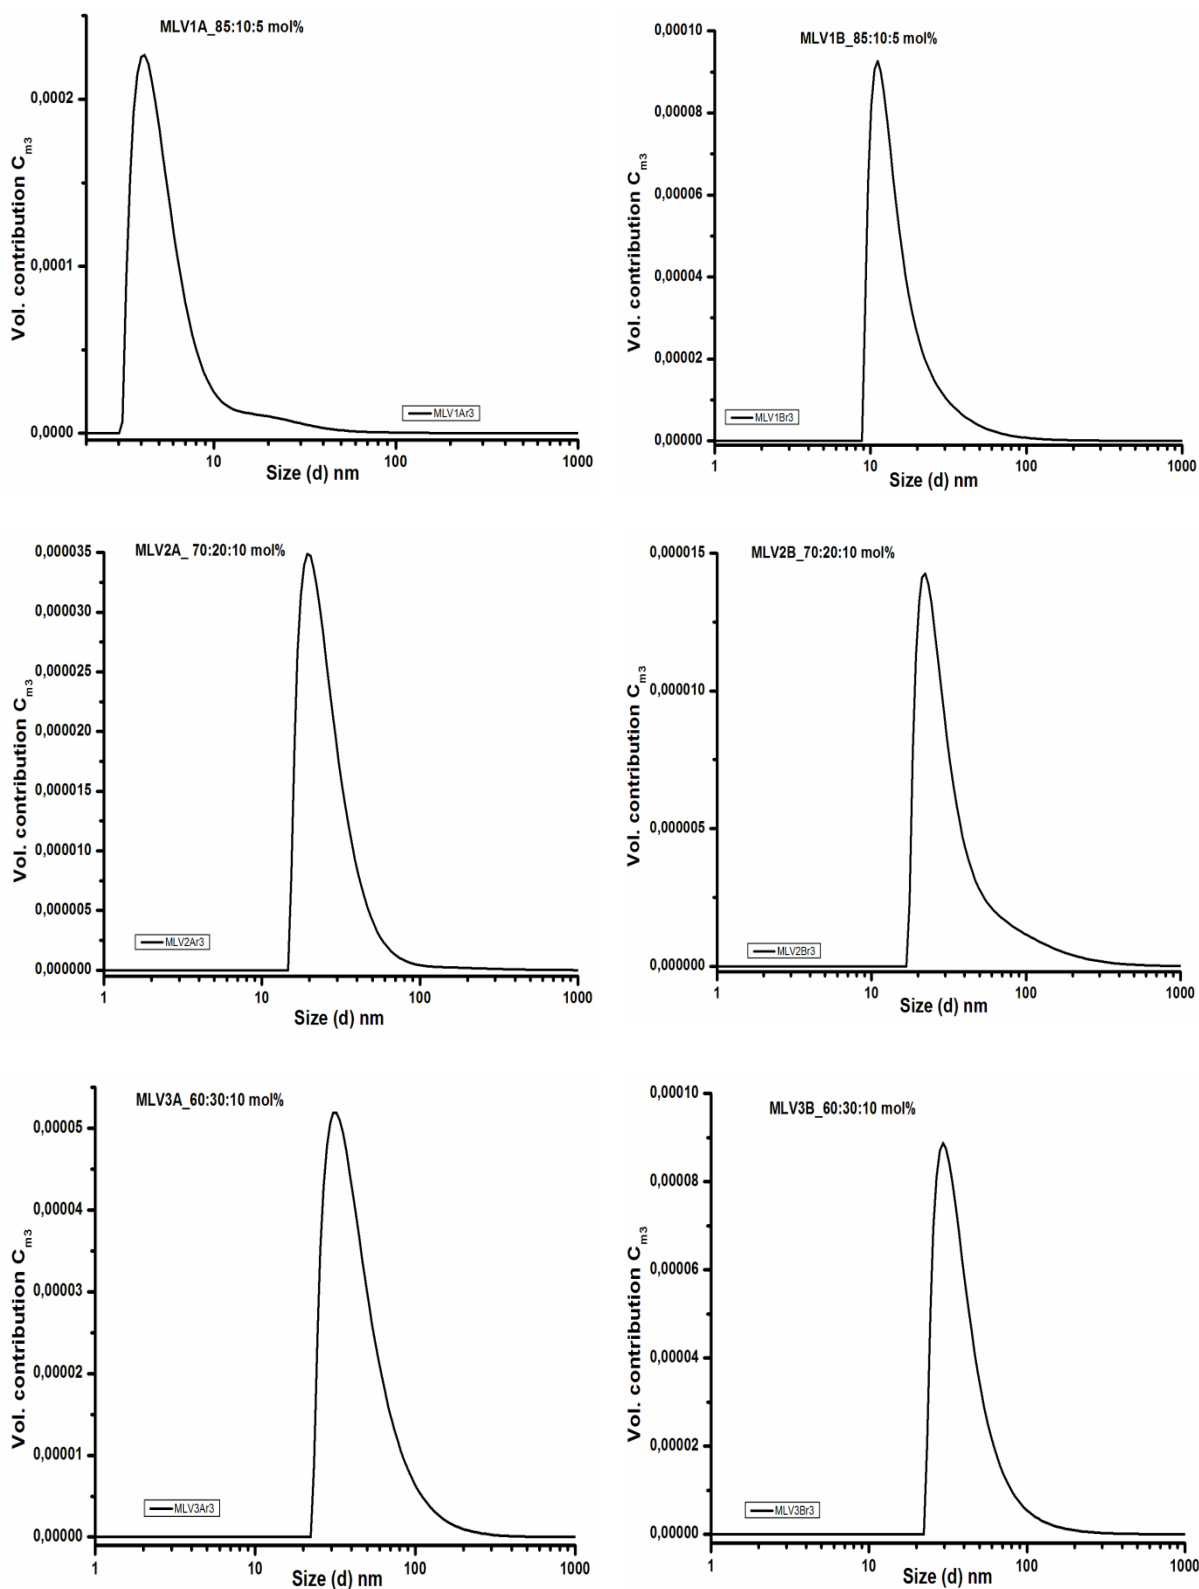 MLV1A_85:10:5 mol%
Vol. contribution Cm3
0,0002
0,0001
0,0000
MLV1Ar3
10 100 1000
Size (d) nm
MLV1B_85:10:5 mol%
Vol. contribution Cm3
0,00010
0,00008
0,00006
0,00004
0,00002
0,00000
MLV1Br3
1 10 100 1000
Size (d) nm
MLV2A_ 70:20:10 mol%
Vol. contribution Cm3
0,000035
0,000030
0,000025
0,000020
0,000015
0,000010
0,000005
0,000000
MLV2Ar3
1 10 100 1000
Size (d) nm
MLV2B_70:20:10 mol%
Vol. contribution Cm3
0,000015
0,000010
0,000005
0,000000
MLV2Br3
1 10 100 1000
Size (d) nm
MLV3A_60:30:10 mol%
Vol. contribution Cm3
0,00005
0,00004
0,00003
0,00002
0,00001
0,00000
MLV3Ar3
1 10 100 1000
Size (d) nm
MLV3B_60:30:10 mol%
Vol. contribution Cm3
0,00010
0,00008
0,00006
0,00004
0,00002
0,00000
MLV3Br3
1 10 100 1000
Size (d) nm